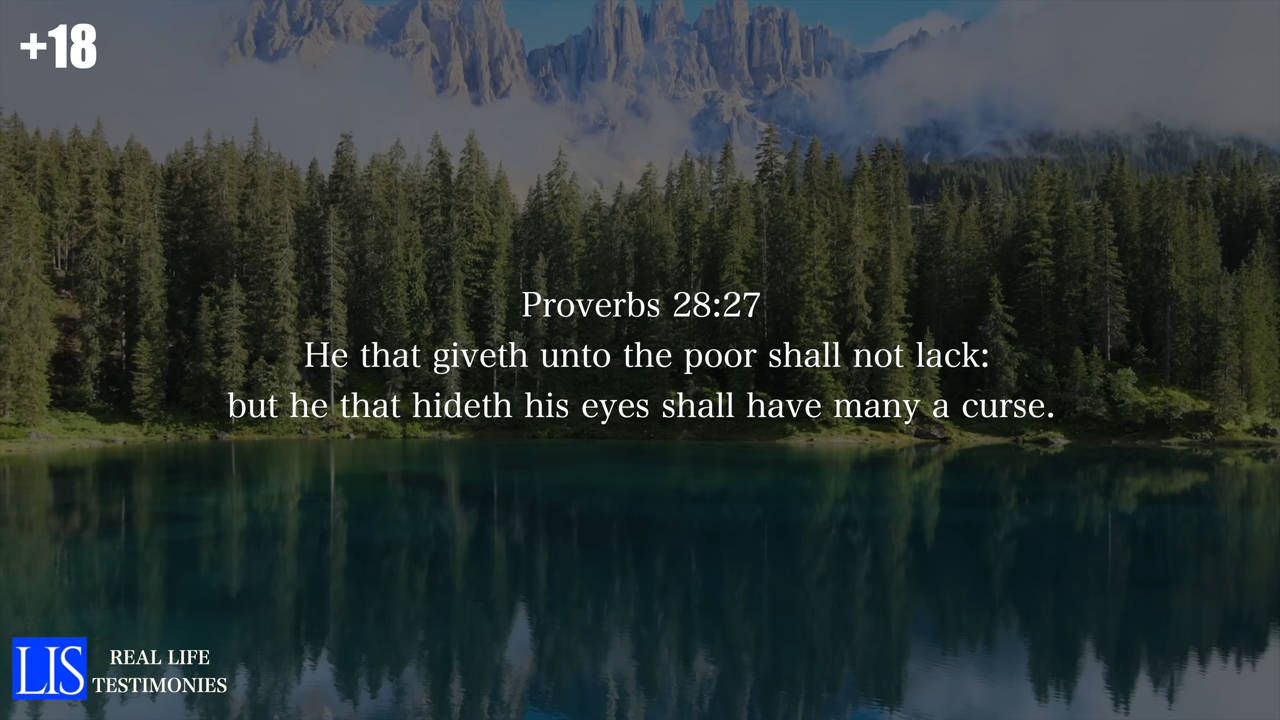 +18
Proverbs 28:27
He that giveth unto the poor shall not lack:
but he that hideth his eyes shall have many a curse.
LIS
REAL LIFE
TESTIMONIES